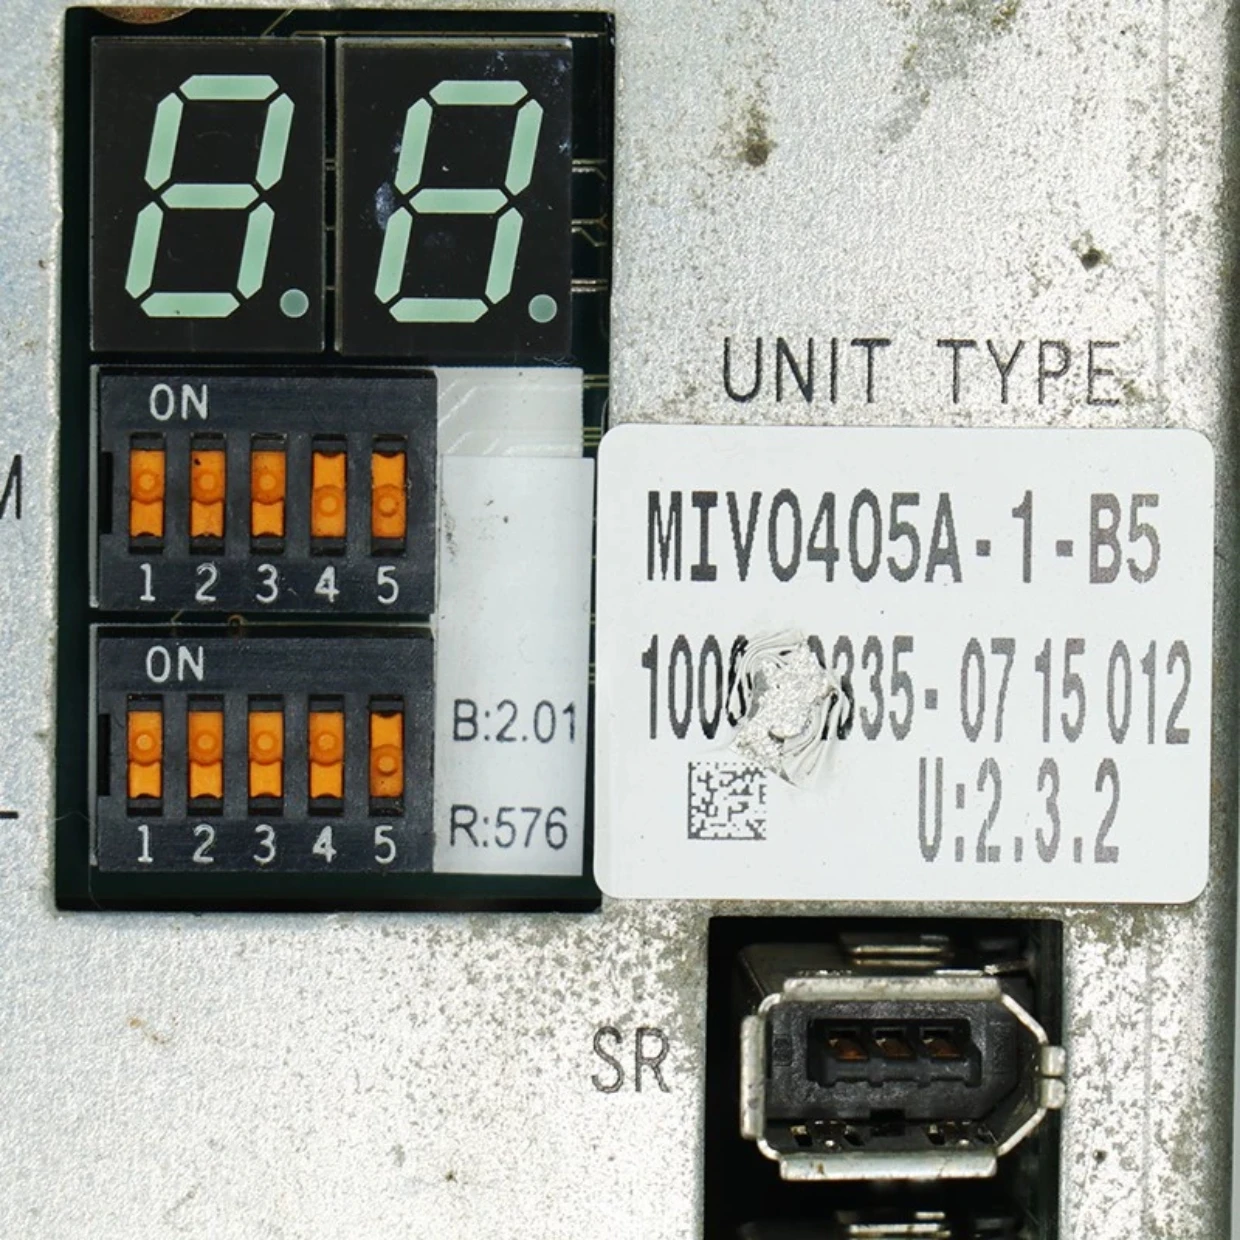 ON
1 2 3 4 5
ON
1 2 3 4 5
B:2.01
R:576
UNIT TYPE
MIV0405A-1-B5
07 15 012
U:2.3.2
SR